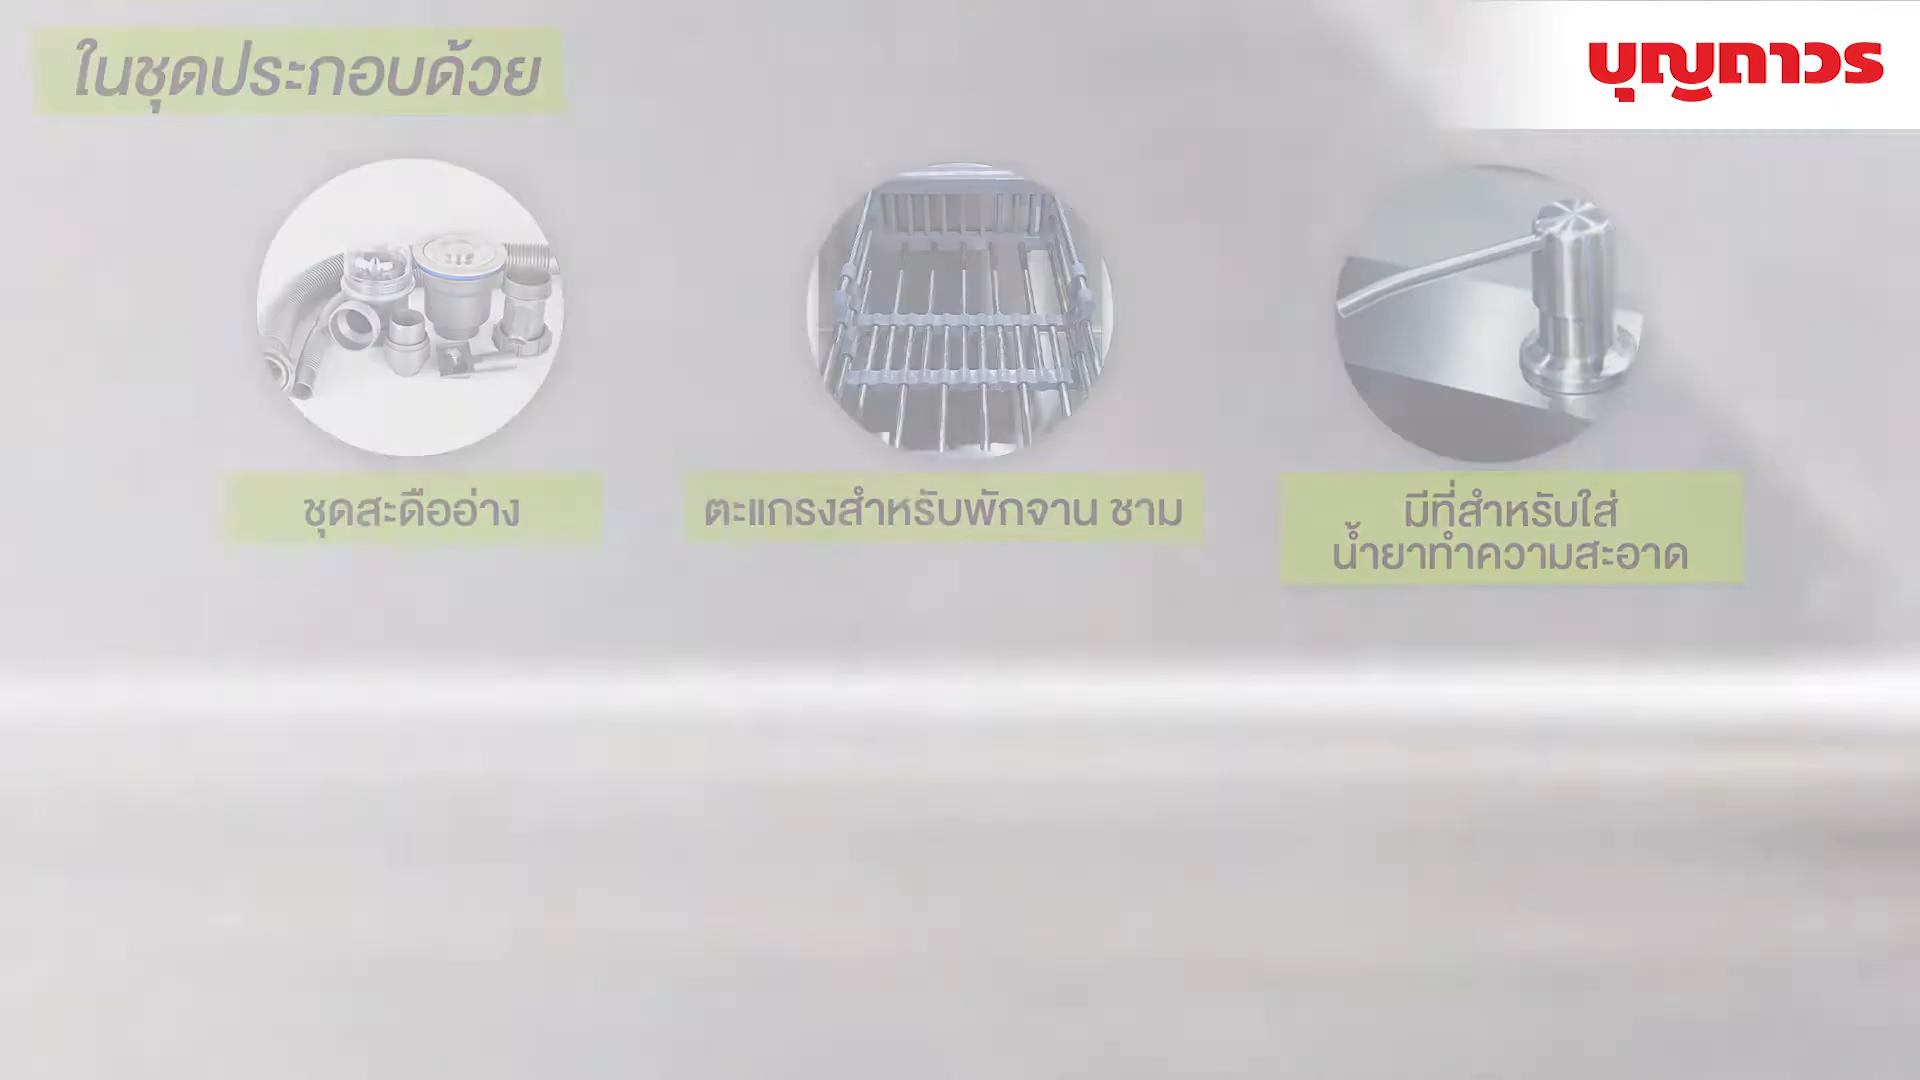 ในชุดประกอบด้วย
บุญถาวร
ชุดสะดืออ่าง
ตะแกรงสำหรับพักจาน ชาม
มีที่สำหรับใส่
น้ำยาทำความสะอาด